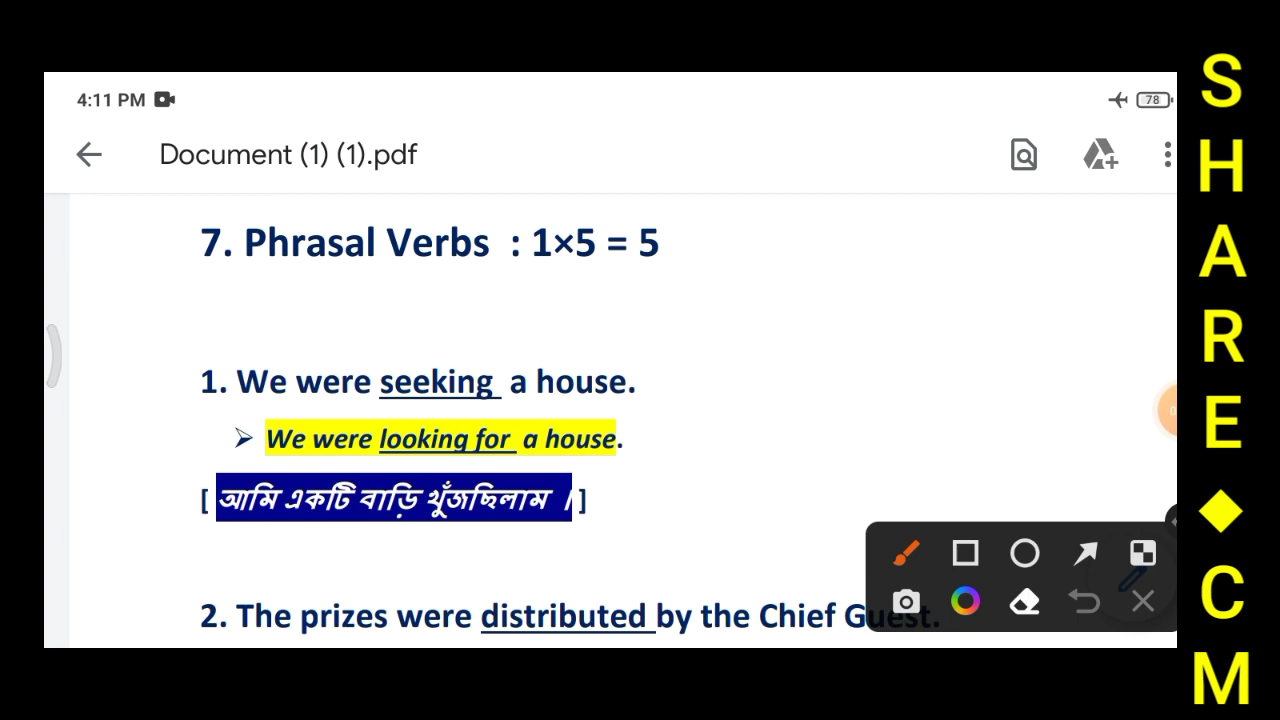 4:11 PM
78
Document (1) (1).pdf
7. Phrasal Verbs : 1×5 = 5
1. We were seeking a house.
➢ We were looking for a house.
[ আমি একটি বাড়ি খুঁজছিলাম । ]
2. The prizes were distributed by the Chief Guest.
S
H
A
R
E
◆
C
M